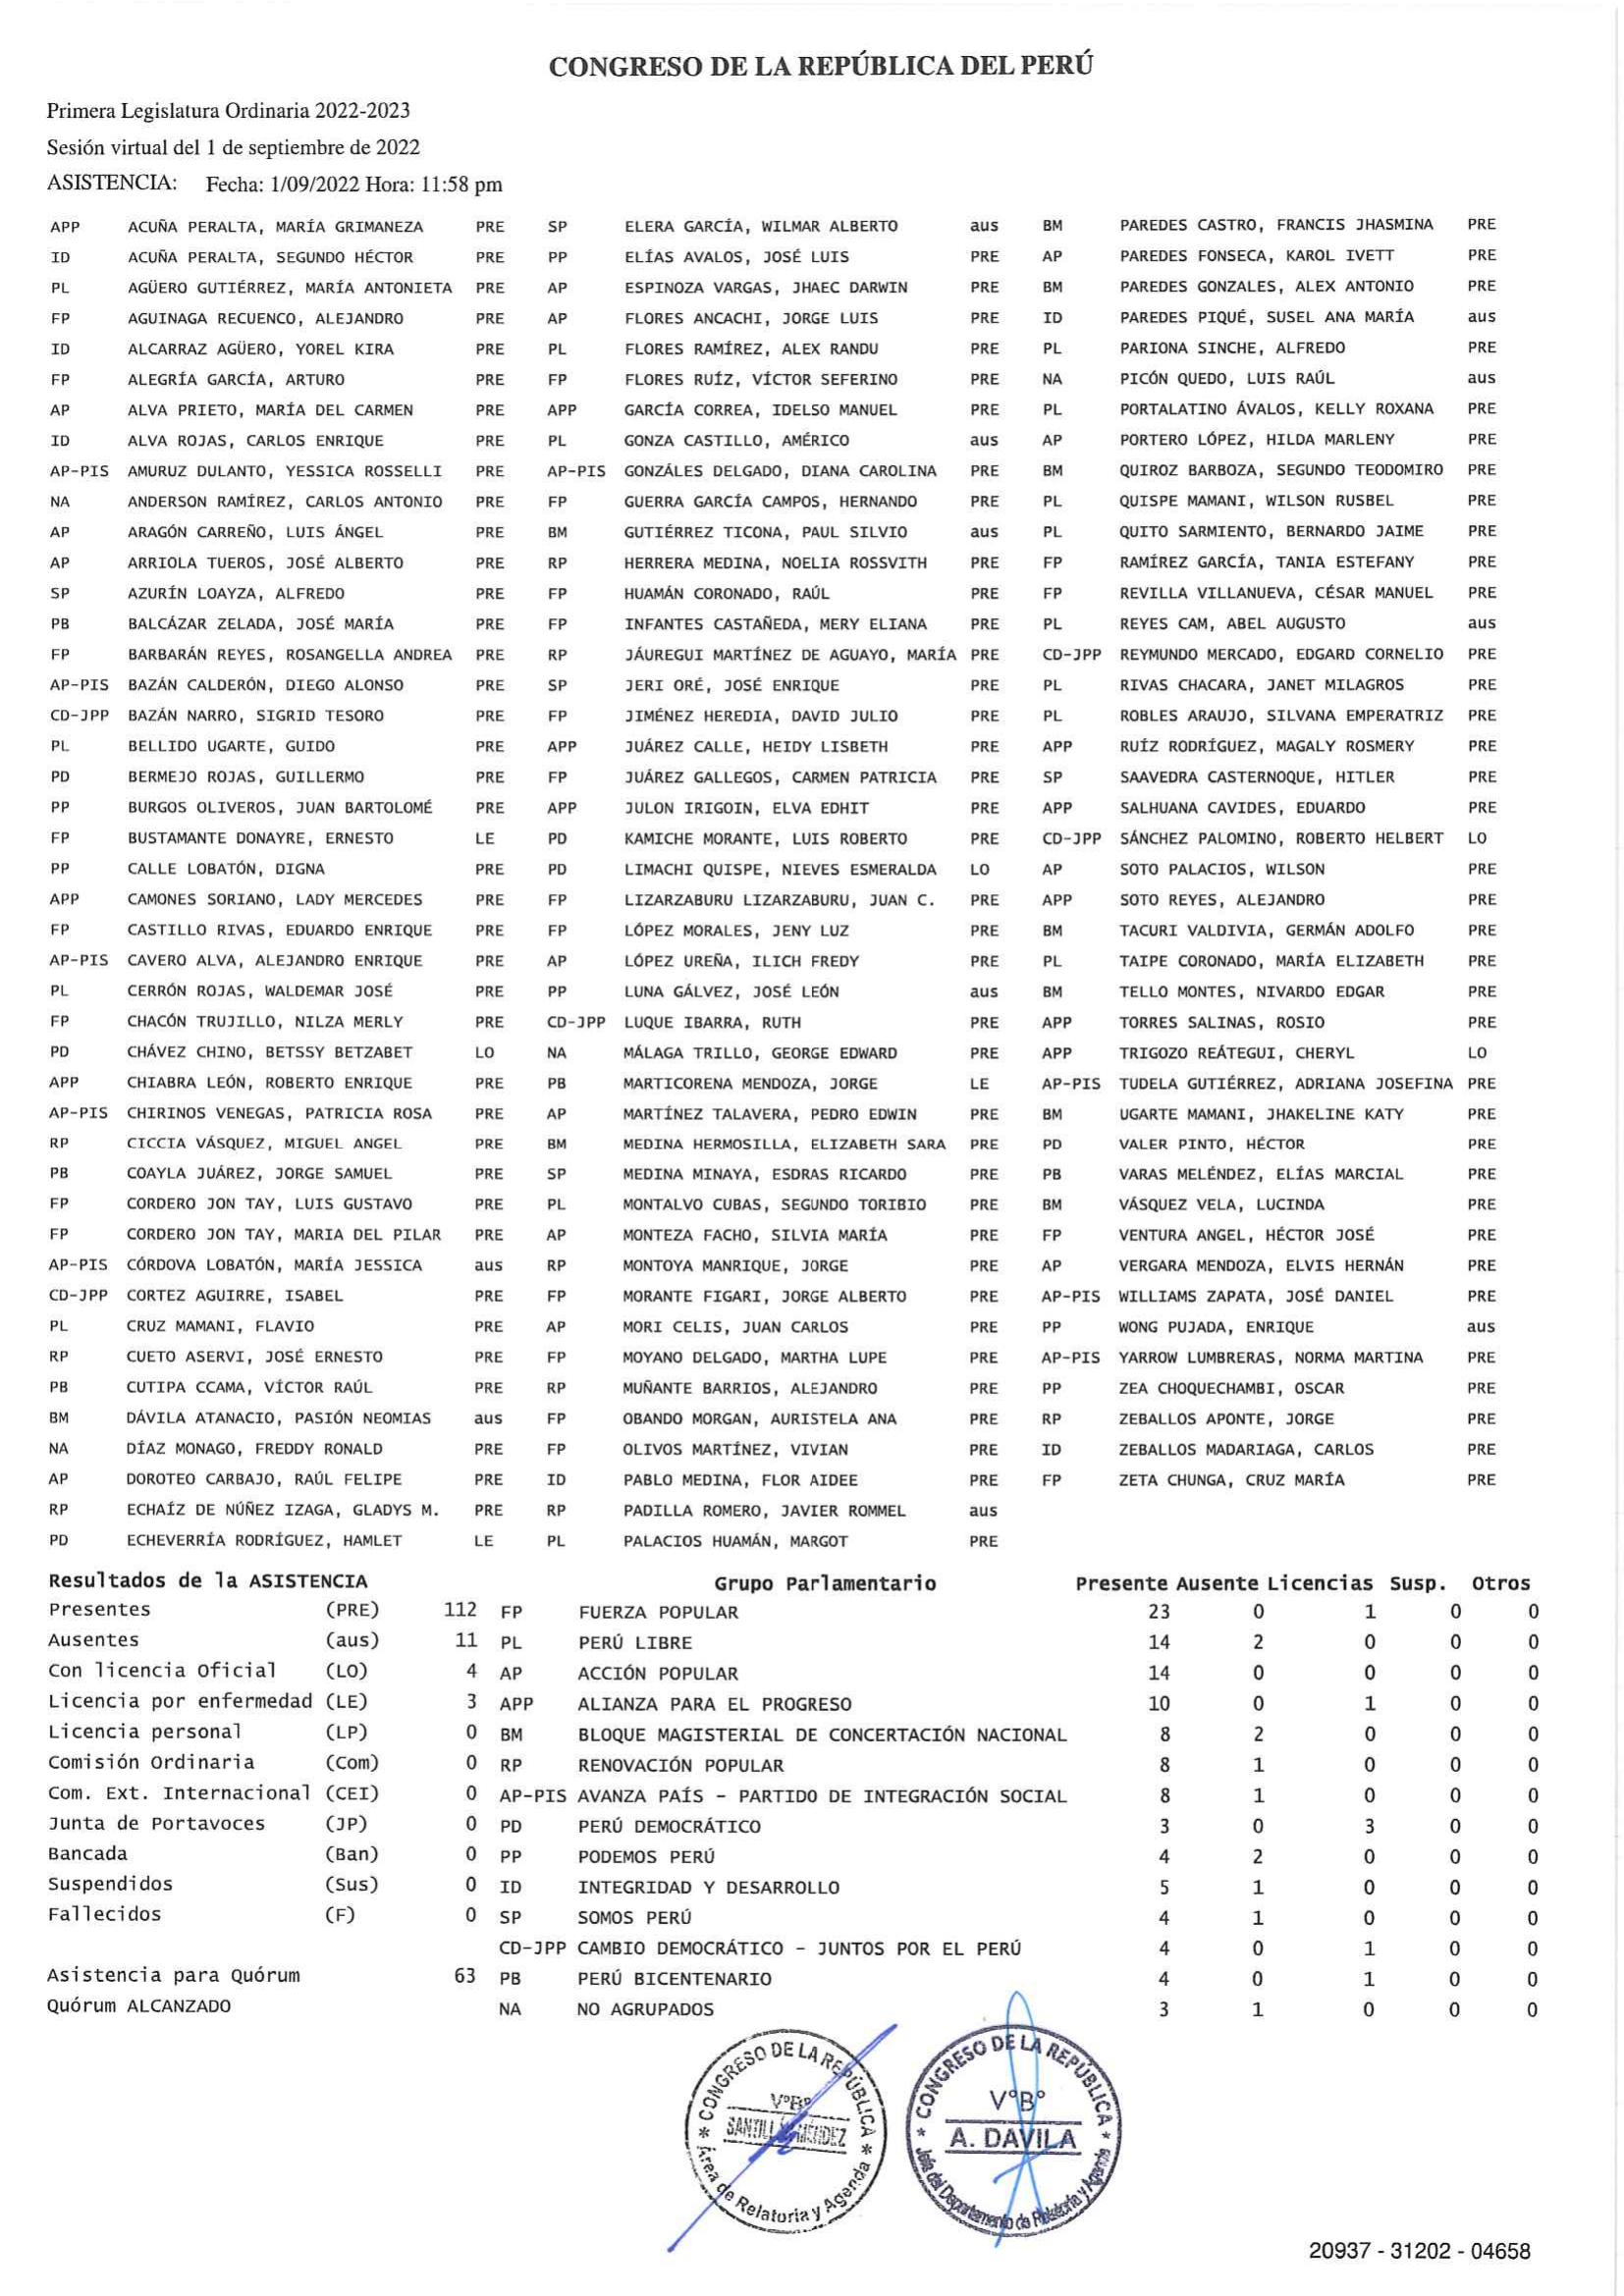 CONGRESO DE LA REPÚBLICA DEL PERÚ
Primera Legislatura Ordinaria 2022-2023
Sesión virtual del 1 de septiembre de 2022
ASISTENCIA: Fecha: 1/09/2022 Hora: 11:58 pm
APP ACUÑA PERALTA, MARÍA GRIMANEZA PRE SP ELERA GARCÍA, WILMAR ALBERTO aus BM PAREDES CASTRO, FRANCIS JHASMINA PRE
ID ACUÑA PERALTA, SEGUNDO HÉCTOR PRE PP ELÍAS AVALOS, JOSÉ LUIS PRE AP PAREDES FONSECA, KAROL IVETT PRE
PL AGÜERO GUTIÉRREZ, MARÍA ANTONIETA PRE AP ESPINOZA VARGAS, JHAEC DARWIN PRE BM PAREDES GONZALES, ALEX ANTONIO PRE
FP AGUINAGA RECUENCO, ALEJANDRO PRE AP FLORES ANCACHI, JORGE LUIS PRE ID PAREDES PIQUÉ, SUSEL ANA MARÍA aus
ID ALCARRAZ AGÜERO, YOREL KIRA PRE PL FLORES RAMÍREZ, ALEX RANDU PRE PL PARIONA SINCHE, ALFREDO PRE
FP ALEGRÍA GARCÍA, ARTURO PRE FP FLORES RUÍZ, VÍCTOR SEFERINO PRE NA PICÓN QUEDO, LUIS RAÚL aus
AP ALVA PRIETO, MARÍA DEL CARMEN PRE APP GARCÍA CORREA, IDELSO MANUEL PRE PL PORTALATINO ÁVALOS, KELLY ROXANA PRE
ID ALVA ROJAS, CARLOS ENRIQUE PRE PL GONZA CASTILLO, AMÉRICO aus AP PORTERO LÓPEZ, HILDA MARLENY PRE
AP-PIS AMURUZ DULANTO, YESSICA ROSSELLI PRE AP-PIS GONZÁLES DELGADO, DIANA CAROLINA PRE BM QUIROZ BARBOZA, SEGUNDO TEODOMIRO PRE
NA ANDERSON RAMÍREZ, CARLOS ANTONIO PRE FP GUERRA GARCÍA CAMPOS, HERNANDO PRE PL QUISPE MAMANI, WILSON RUSBEL PRE
AP ARAGÓN CARREÑO, LUIS ÁNGEL PRE BM GUTIÉRREZ TICONA, PAUL SILVIO aus PL QUITO SARMIENTO, BERNARDO JAIME PRE
AP ARRIOLA TUEROS, JOSÉ ALBERTO PRE RP HERRERA MEDINA, NOELIA ROSSVITH PRE FP RAMÍREZ GARCÍA, TANIA ESTEFANY PRE
SP AZURÍN LOAYZA, ALFREDO PRE FP HUAMÁN CORONADO, RAÚL PRE FP REVILLA VILLANUEVA, CÉSAR MANUEL PRE
PB BALCÁZAR ZELADA, JOSÉ MARÍA PRE FP INFANTES CASTAÑEDA, MERY ELIANA PRE PL REYES CAM, ABEL AUGUSTO aus
FP BARBARÁN REYES, ROSANGELLA ANDREA PRE RP JÁUREGUI MARTÍNEZ DE AGUAYO, MARÍA PRE CD-JPP REYMUNDO MERCADO, EDGARD CORNELIO PRE
AP-PIS BAZÁN CALDERÓN, DIEGO ALONSO PRE SP JERI ORÉ, JOSÉ ENRIQUE PRE PL RIVAS CHACARA, JANET MILAGROS PRE
CD-JPP BAZÁN NARRO, SIGRID TESORO PRE FP JIMÉNEZ HEREDIA, DAVID JULIO PRE PL ROBLES ARAUJO, SILVANA EMPERATRIZ PRE
PL BELLIDO UGARTE, GUIDO PRE APP JUÁREZ CALLE, HEIDY LISBETH PRE APP RUÍZ RODRÍGUEZ, MAGALY ROSMERY PRE
PD BERMEJO ROJAS, GUILLERMO PRE FP JUÁREZ GALLEGOS, CARMEN PATRICIA PRE SP SAAVEDRA CASTERNOQUE, HITLER PRE
PP BURGOS OLIVEROS, JUAN BARTOLOMÉ PRE APP JULON IRIGOIN, ELVA EDHIT PRE APP SALHUANA CAVIDES, EDUARDO PRE
FP BUSTAMANTE DONAYRE, ERNESTO LE PD KAMICHE MORANTE, LUIS ROBERTO PRE CD-JPP SÁNCHEZ PALOMINO, ROBERTO HELBERT LO
PP CALLE LOBATÓN, DIGNA PRE PD LIMACHI QUISPE, NIEVES ESMERALDA LO AP SOTO PALACIOS, WILSON PRE
APP CAMONES SORIANO, LADY MERCEDES PRE FP LIZARZABURU LIZARZABURU, JUAN C. PRE APP SOTO REYES, ALEJANDRO PRE
FP CASTILLO RIVAS, EDUARDO ENRIQUE PRE FP LÓPEZ MORALES, JENY LUZ PRE BM TACURI VALDIVIA, GERMÁN ADOLFO PRE
AP-PIS CAVERO ALVA, ALEJANDRO ENRIQUE PRE AP LÓPEZ UREÑA, ILICH FREDY PRE PL TAIPE CORONADO, MARÍA ELIZABETH PRE
PL CERRÓN ROJAS, WALDEMAR JOSÉ PRE PP LUNA GÁLVEZ, JOSÉ LEÓN aus BM TELLO MONTES, NIVARDO EDGAR PRE
FP CHACÓN TRUJILLO, NILZA MERLY PRE CD-JPP LUQUE IBARRA, RUTH PRE APP TORRES SALINAS, ROSIO PRE
PD CHÁVEZ CHINO, BETSSY BETZABET LO NA MÁLAGA TRILLO, GEORGE EDWARD PRE APP TRIGOZO REÁTEGUI, CHERYL LO
APP CHIABRA LEÓN, ROBERTO ENRIQUE PRE PB MARTICORENA MENDOZA, JORGE LE AP-PIS TUDELA GUTIÉRREZ, ADRIANA JOSEFINA PRE
AP-PIS CHIRINOS VENEGAS, PATRICIA ROSA PRE AP MARTÍNEZ TALAVERA, PEDRO EDWIN PRE BM UGARTE MAMANI, JHAKELINE KATY PRE
RP CICCIA VÁSQUEZ, MIGUEL ANGEL PRE BM MEDINA HERMOSILLA, ELIZABETH SARA PRE PD VALER PINTO, HÉCTOR PRE
PB COAYLA JUÁREZ, JORGE SAMUEL PRE SP MEDINA MINAYA, ESDRAS RICARDO PRE PB VARAS MELÉNDEZ, ELÍAS MARCIAL PRE
FP CORDERO JON TAY, LUIS GUSTAVO PRE PL MONTALVO CUBAS, SEGUNDO TORIBIO PRE BM VÁSQUEZ VELA, LUCINDA PRE
FP CORDERO JON TAY, MARIA DEL PILAR PRE AP MONTEZA FACHO, SILVIA MARÍA PRE FP VENTURA ANGEL, HÉCTOR JOSÉ PRE
AP-PIS CÓRDOVA LOBATÓN, MARÍA JESSICA aus RP MONTOYA MANRIQUE, JORGE PRE AP VERGARA MENDOZA, ELVIS HERNÁN PRE
CD-JPP CORTEZ AGUIRRE, ISABEL PRE FP MORANTE FIGARI, JORGE ALBERTO PRE AP-PIS WILLIAMS ZAPATA, JOSÉ DANIEL PRE
PL CRUZ MAMANI, FLAVIO PRE AP MORI CELIS, JUAN CARLOS PRE PP WONG PUJADA, ENRIQUE aus
RP CUETO ASERVI, JOSÉ ERNESTO PRE FP MOYANO DELGADO, MARTHA LUPE PRE AP-PIS YARROW LUMBRERAS, NORMA MARTINA PRE
PB CUTIPA CCAMA, VÍCTOR RAÚL PRE RP MUÑANTE BARRIOS, ALEJANDRO PRE PP ZEA CHOQUECHAMBI, OSCAR PRE
BM DÁVILA ATANACIO, PASIÓN NEOMIAS aus FP OBANDO MORGAN, AURISTELA ANA PRE RP ZEBALLOS APONTE, JORGE PRE
NA DÍAZ MONAGO, FREDDY RONALD PRE FP OLIVOS MARTÍNEZ, VIVIAN PRE ID ZEBALLOS MADARIAGA, CARLOS PRE
AP DOROTEO CARBAJO, RAÚL FELIPE PRE ID PABLO MEDINA, FLOR AIDEE PRE FP ZETA CHUNGA, CRUZ MARÍA PRE
RP ECHAÍZ DE NÚÑEZ IZAGA, GLADYS M. PRE RP PADILLA ROMERO, JAVIER ROMMEL aus
PD ECHEVERRÍA RODRÍGUEZ, HAMLET LE PL PALACIOS HUAMÁN, MARGOT PRE
Resultados de la ASISTENCIA Grupo Parlamentario Presente Ausente Licencias Susp. Otros
Presentes (PRE) 112 FP FUERZA POPULAR 23 0 1 0 0
Ausentes (aus) 11 PL PERÚ LIBRE 14 2 0 0 0
Con licencia Oficial (LO) 4 AP ACCIÓN POPULAR 14 0 0 0 0
Licencia por enfermedad (LE) 3 APP ALIANZA PARA EL PROGRESO 10 0 1 0 0
Licencia personal (LP) 0 BM BLOQUE MAGISTERIAL DE CONCERTACIÓN NACIONAL 8 2 0 0 0
Comisión Ordinaria (Com) 0 RP RENOVACIÓN POPULAR 8 1 0 0 0
Com. Ext. Internacional (CEI) 0 AP-PIS AVANZA PAÍS - PARTIDO DE INTEGRACIÓN SOCIAL 8 1 0 0 0
Junta de Portavoces (JP) 0 PD PERÚ DEMOCRÁTICO 3 0 3 0 0
Bancada (Ban) 0 PP PODEMOS PERÚ 4 2 0 0 0
Suspendidos (Sus) 0 ID INTEGRIDAD Y DESARROLLO 5 1 0 0 0
Fallecidos (F) 0 SP SOMOS PERÚ 4 1 0 0 0
CD-JPP CAMBIO DEMOCRÁTICO - JUNTOS POR EL PERÚ 4 0 1 0 0
Asistencia para Quórum 63 PB PERÚ BICENTENARIO 4 0 1 0 0
Quórum ALCANZADO NA NO AGRUPADOS 3 1 0 0 0
CONGRESO DE LA REPÚBLICA
V°B°
Área de Relatoría y Agenda
CONGRESO DE LA REPÚBLICA
V°B°
A. DAVILA
Jefa del Departamento de Relatoría y Agenda
20937 - 31202 - 04658